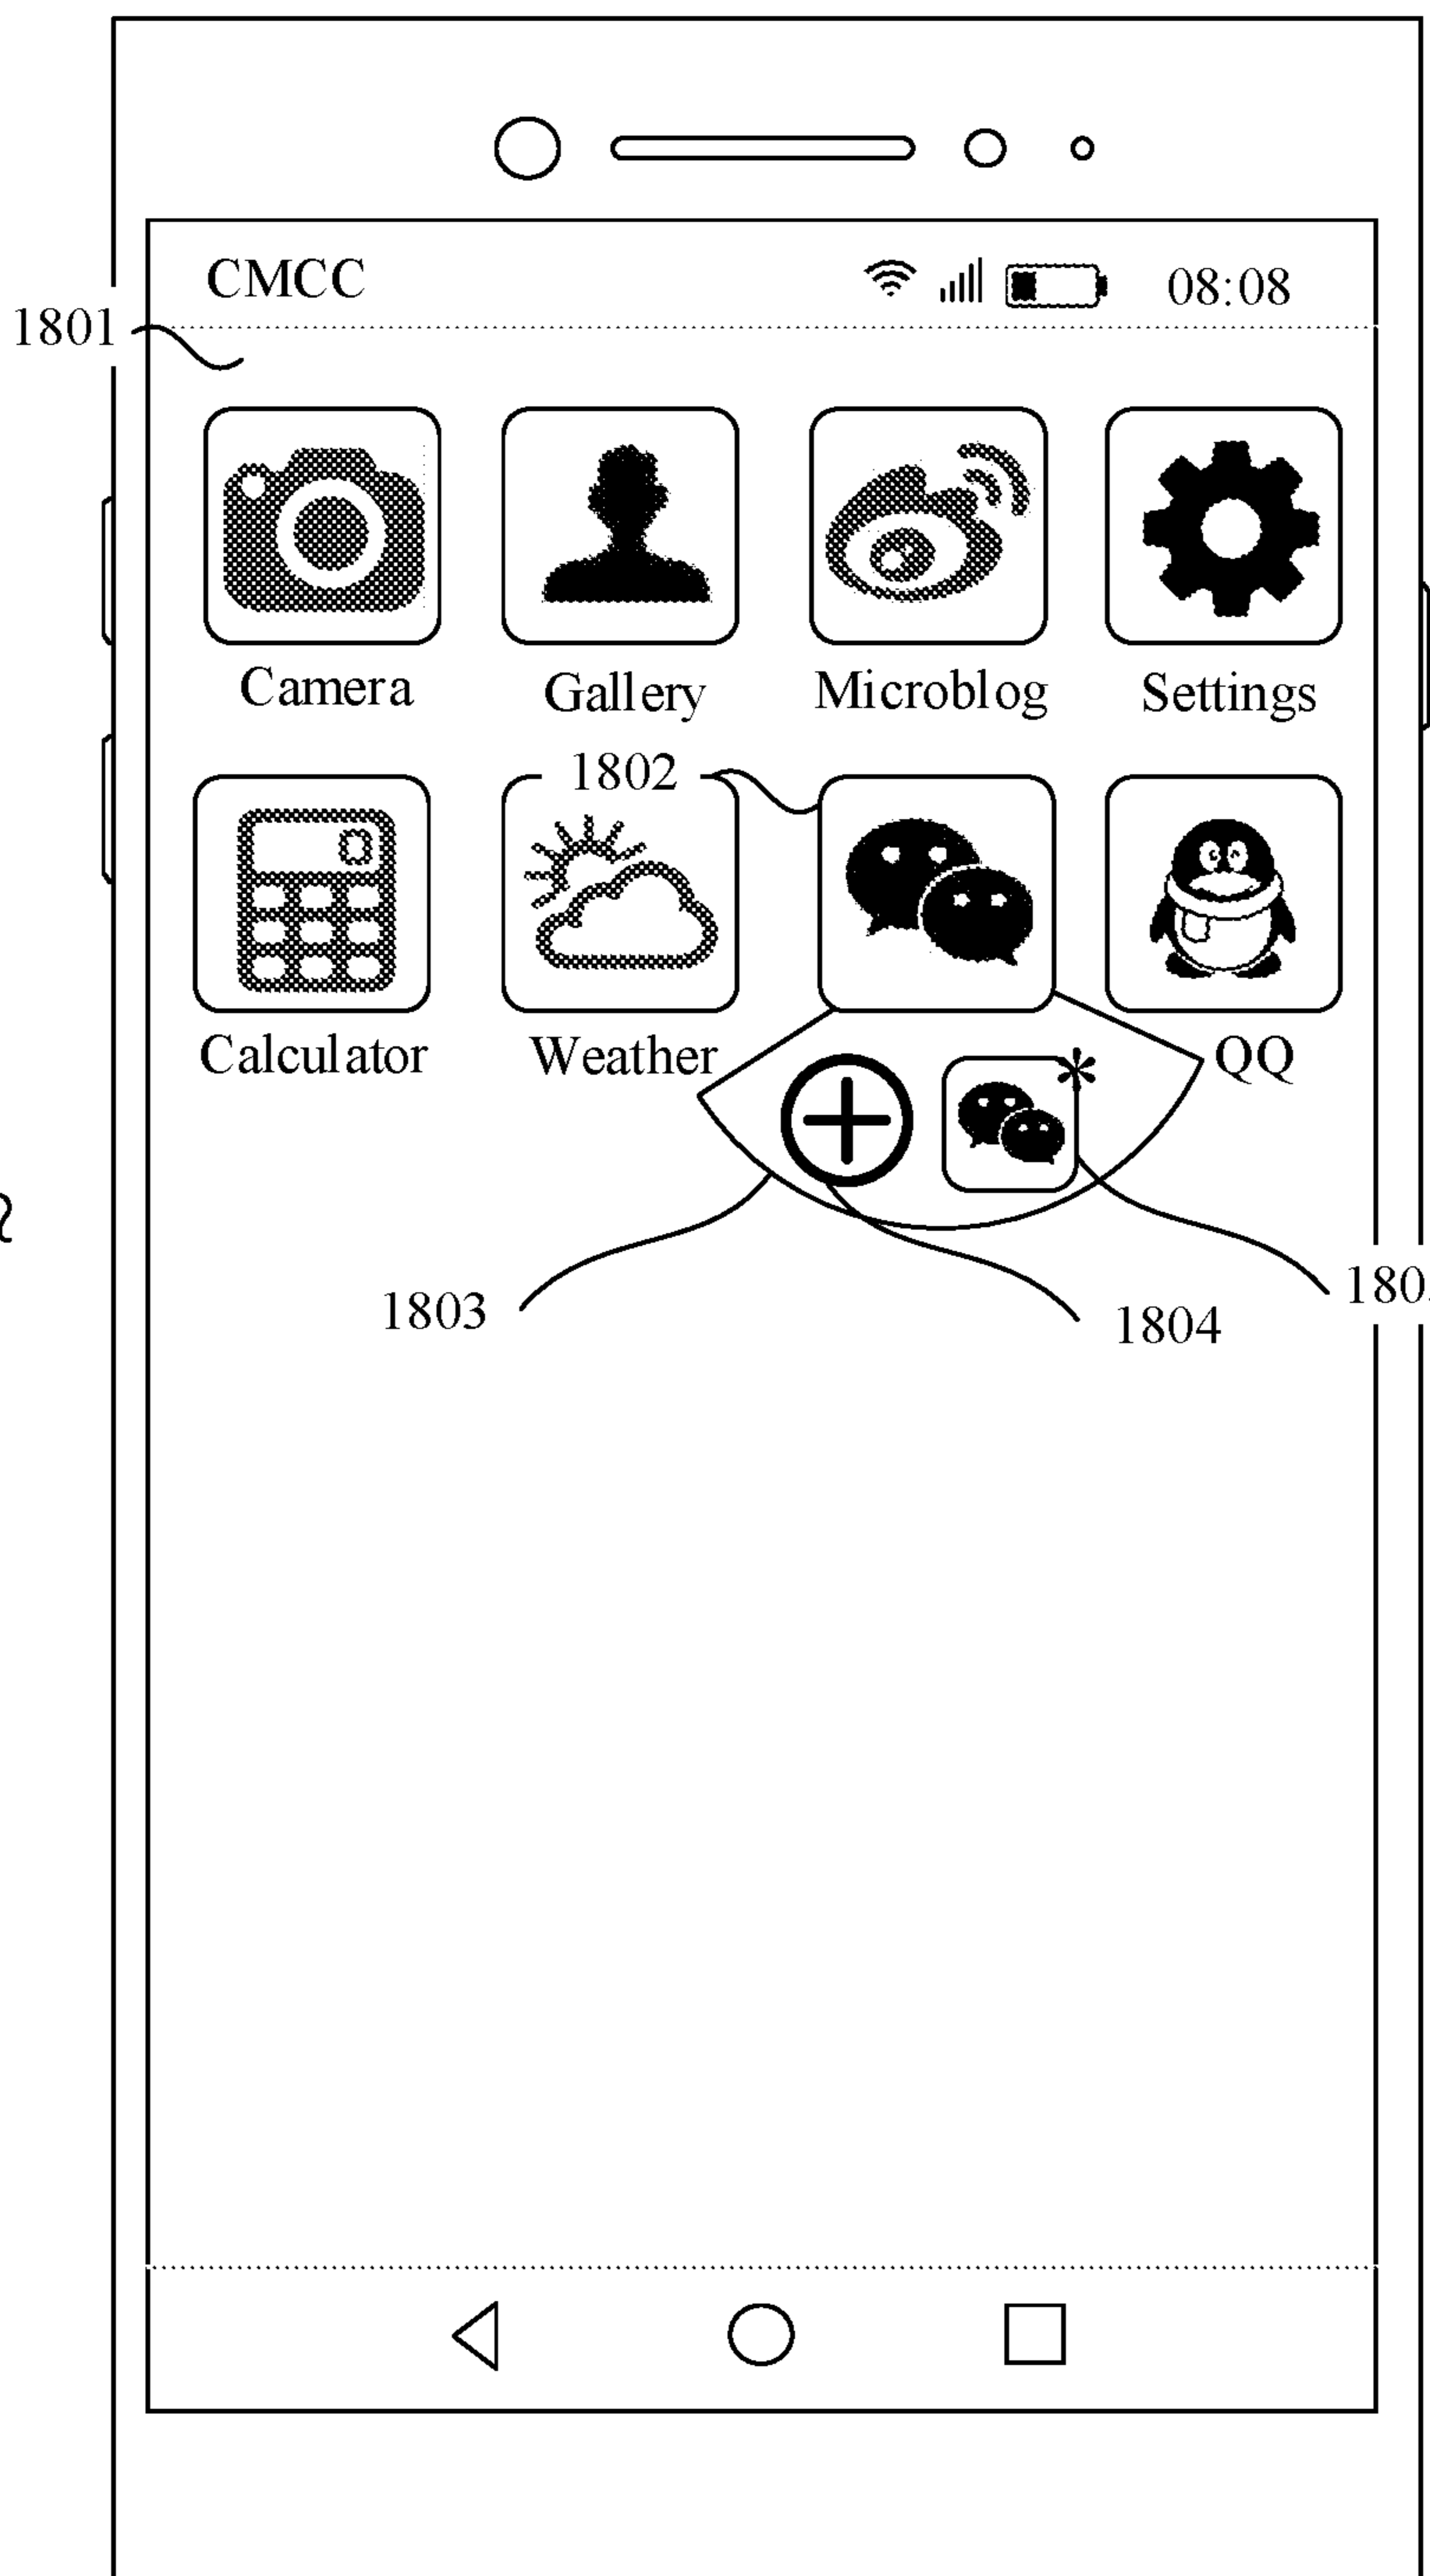 CMCC 08:08
1801
Camera Gallery Microblog Settings
1802
Calculator Weather QQ
1803 1804